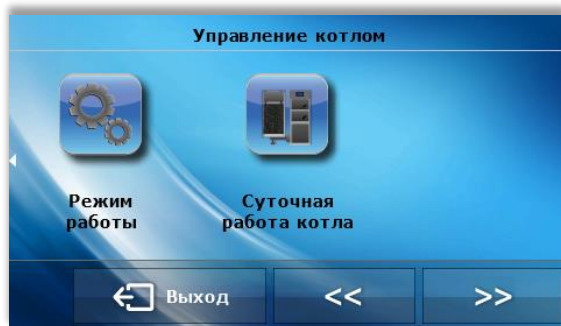 Управление котлом
Режим
работы
Суточная
работа котла
Выход
<<
>>